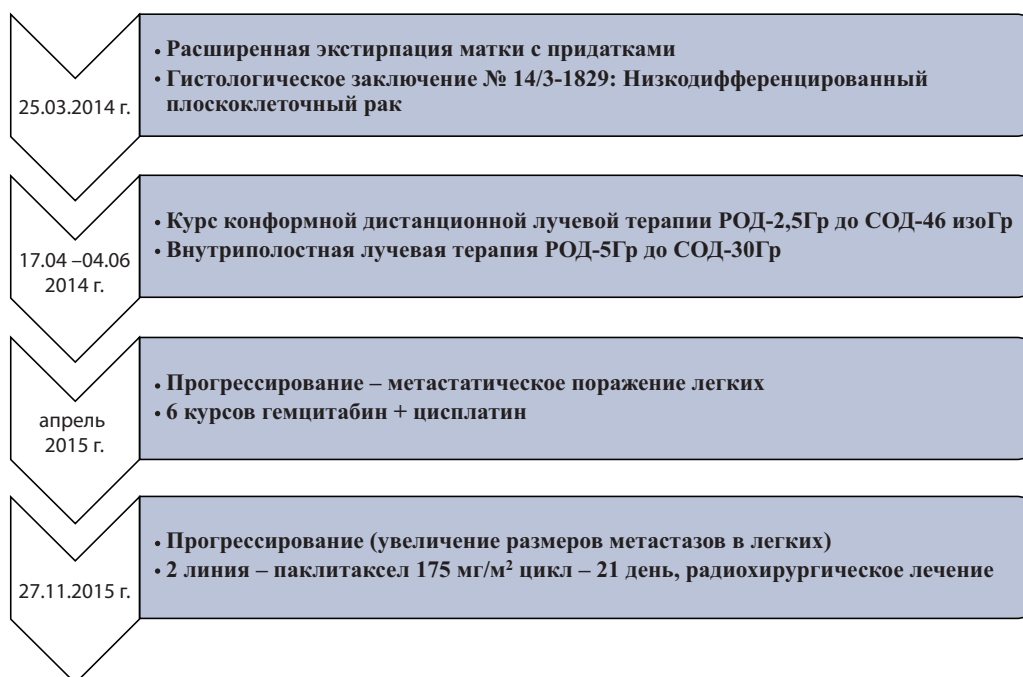 25.03.2014 г.
• Расширенная экстирпация матки с придатками
• Гистологическое заключение № 14/3-1829: Низкодифференцированный
плоскоклеточный рак
17.04 –04.06
2014 г.
• Курс конформной дистанционной лучевой терапии РОД-2,5Гр до СОД-46 изоГр
• Внутриполостная лучевая терапия РОД-5Гр до СОД-30Гр
апрель
2015 г.
• Прогрессирование – метастатическое поражение легких
• 6 курсов гемцитабин + цисплатин
27.11.2015 г.
• Прогрессирование (увеличение размеров метастазов в легких)
• 2 линия – паклитаксел 175 мг/м² цикл – 21 день, радиохирургическое лечение